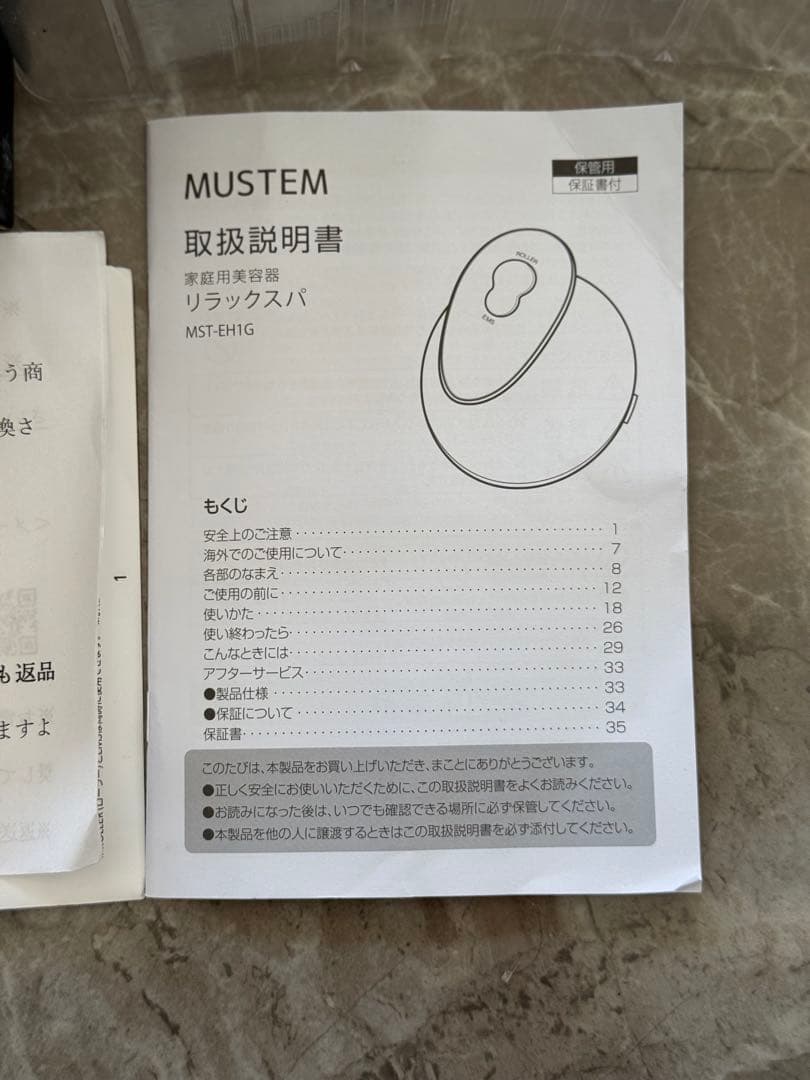 MUSTEM
保管用
保証書付
取扱説明書
家庭用美容器
リラックスパ
MST-EH1G
ROLLER
EMS
もくじ
安全上のご注意 1
海外でのご使用について 7
各部のなまえ 8
ご使用の前に 12
使いかた 18
使い終わったら 26
こんなときには 29
アフターサービス 33
●製品仕様 33
●保証について 34
保証書 35
このたびは、本製品をお買い上げいただき、まことにありがとうございます。
●正しく安全にお使いいただくために、この取扱説明書をよくお読みください。
●お読みになった後は、いつでも確認できる場所に必ず保管してください。
●本製品を他の人に譲渡するときはこの取扱説明書を必ず添付してください。
う商
換さ
1
も返品
ますよ